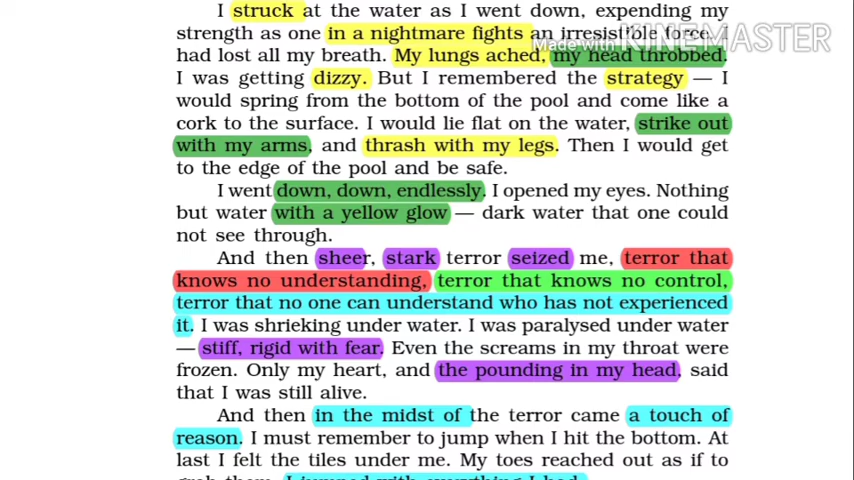 I struck at the water as I went down, expending my
strength as one in a nightmare fights an irresistible force. I
had lost all my breath. My lungs ached, my head throbbed.
I was getting dizzy. But I remembered the strategy — I
would spring from the bottom of the pool and come like a
cork to the surface. I would lie flat on the water, strike out
with my arms, and thrash with my legs. Then I would get
to the edge of the pool and be safe.
I went down, down, endlessly. I opened my eyes. Nothing
but water with a yellow glow — dark water that one could
not see through.
And then sheer, stark terror seized me, terror that
knows no understanding, terror that knows no control,
terror that no one can understand who has not experienced
it. I was shrieking under water. I was paralysed under water
— stiff, rigid with fear. Even the screams in my throat were
frozen. Only my heart, and the pounding in my head, said
that I was still alive.
And then in the midst of the terror came a touch of
reason. I must remember to jump when I hit the bottom. At
last I felt the tiles under me. My toes reached out as if to
grab them. I jumped with everything I had.
Made with KINEMASTER